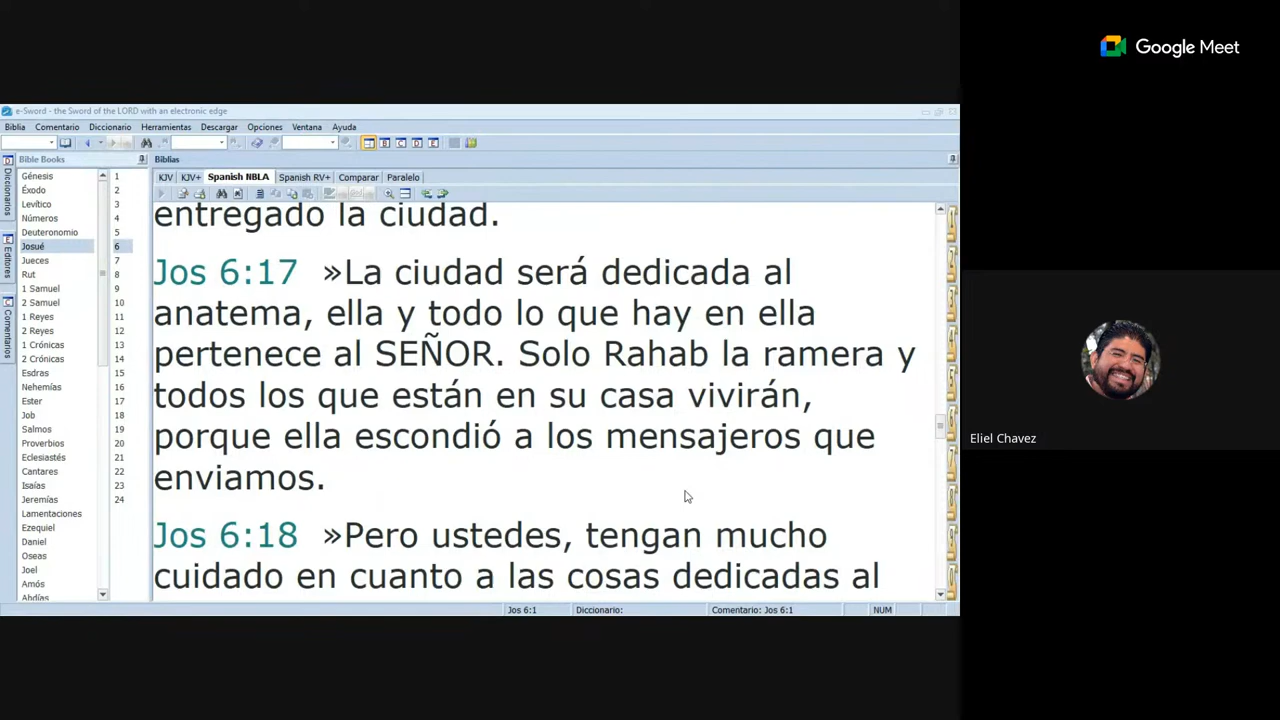 Google Meet
e-Sword - the Sword of the LORD with an electronic edge
Biblia Comentario Diccionario Herramientas Descargar Opciones Ventana Ayuda
B C D E
Bible Books
Biblias
KJV KJV+ Spanish NBLA Spanish RV+ Comparar Paralelo
Diccionarios
Editores
Comentarios
Génesis 1
Éxodo 2
Levítico 3
Números 4
Deuteronomio 5
Josué 6
Jueces 7
Rut 8
1 Samuel 9
2 Samuel 10
1 Reyes 11
2 Reyes 12
1 Crónicas 13
2 Crónicas 14
Esdras 15
Nehemías 16
Ester 17
Job 18
Salmos 19
Proverbios 20
Eclesiastés 21
Cantares 22
Isaías 23
Jeremías 24
Lamentaciones
Ezequiel
Daniel
Oseas
Joel
Amós
Abdías
entregado la ciudad.
Jos 6:17 »La ciudad será dedicada al
anatema, ella y todo lo que hay en ella
pertenece al SEÑOR. Solo Rahab la ramera y
todos los que están en su casa vivirán,
porque ella escondió a los mensajeros que
enviamos.
Jos 6:18 »Pero ustedes, tengan mucho
cuidado en cuanto a las cosas dedicadas al
Jos 6:1 Diccionario: Comentario: Jos 6:1 NUM
Eliel Chavez